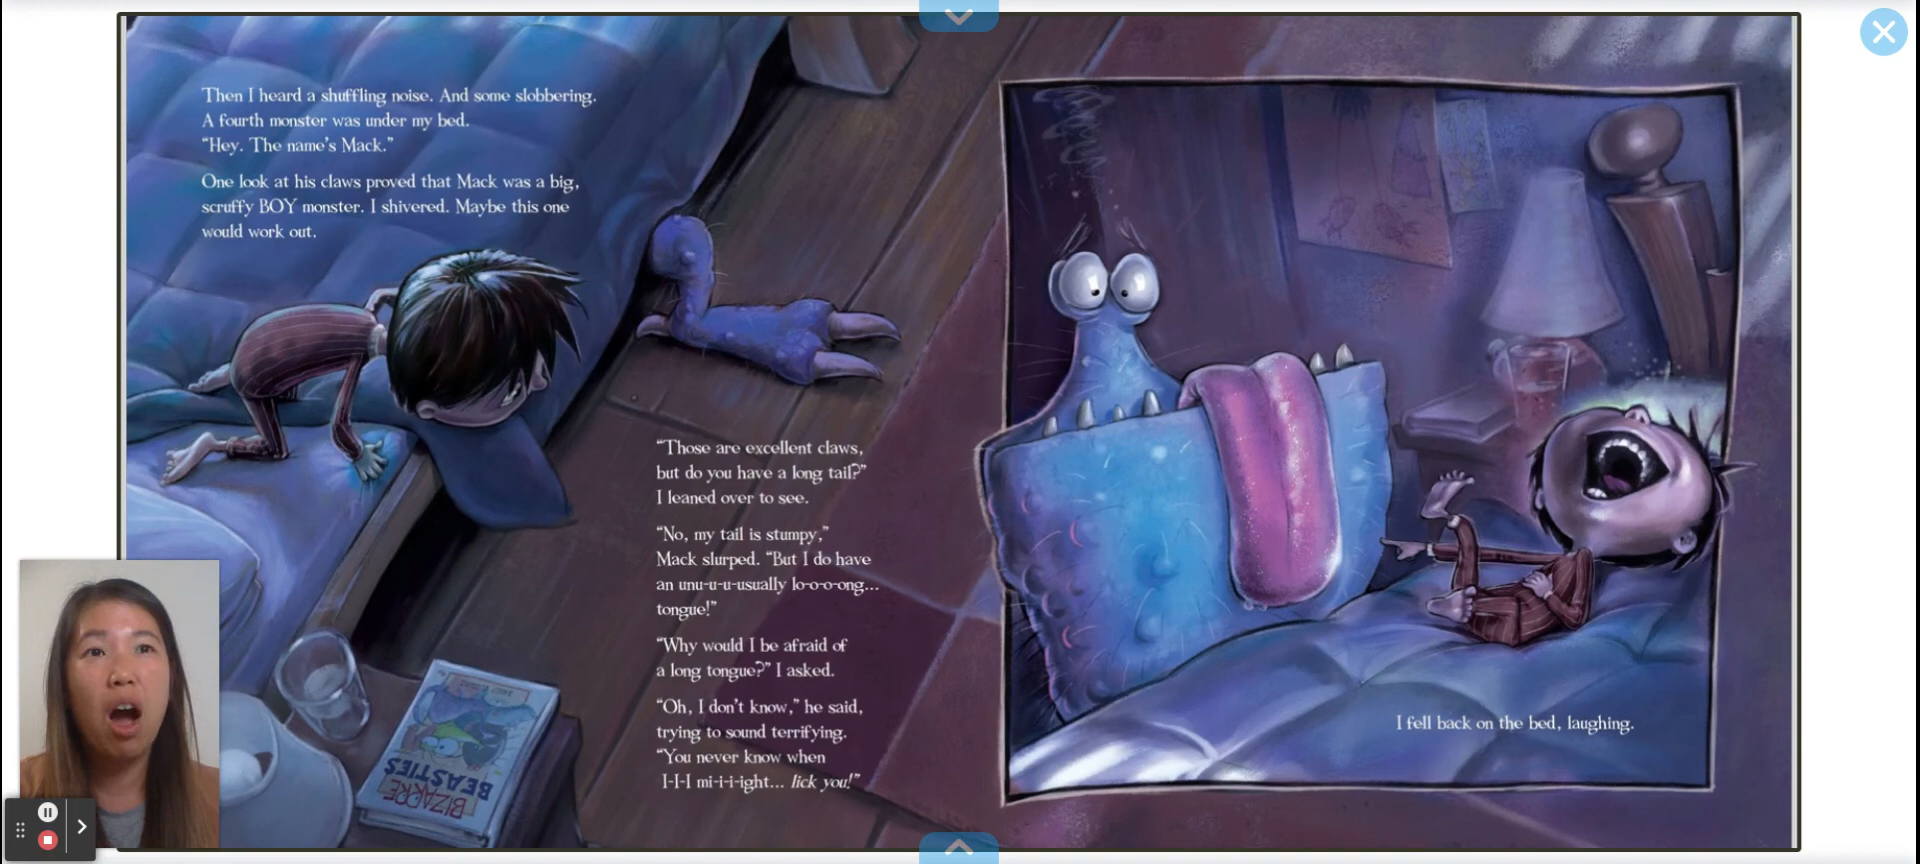 Then I heard a shuffling noise. And some slobbering.
A fourth monster was under my bed.
“Hey. The name’s Mack.”
One look at his claws proved that Mack was a big,
scruffy BOY monster. I shivered. Maybe this one
would work out.
“Those are excellent claws,
but do you have a long tail?”
I leaned over to see.
“No, my tail is stumpy,”
Mack slurped. “But I do have
an unu-u-u-usually lo-o-o-ong...
tongue!”
“Why would I be afraid of
a long tongue?” I asked.
“Oh, I don’t know,” he said,
trying to sound terrifying.
“You never know when
I-I-I mi-i-i-ight... lick you!”
BIZARRE
BEASTIES
I fell back on the bed, laughing.